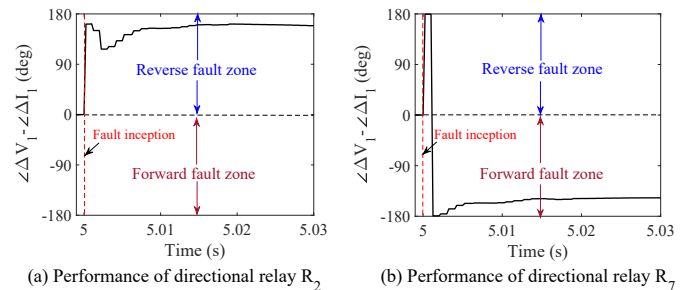 180
90
0
-90
-180
∠ΔV1-∠ΔI1 (deg)
Reverse fault zone
Fault inception
Forward fault zone
5
5.01
5.02
5.03
Time (s)
(a) Performance of directional relay R2
180
90
0
-90
-180
∠ΔV1-∠ΔI1 (deg)
Reverse fault zone
Fault inception
Forward fault zone
5
5.01
5.02
5.03
Time (s)
(b) Performance of directional relay R7